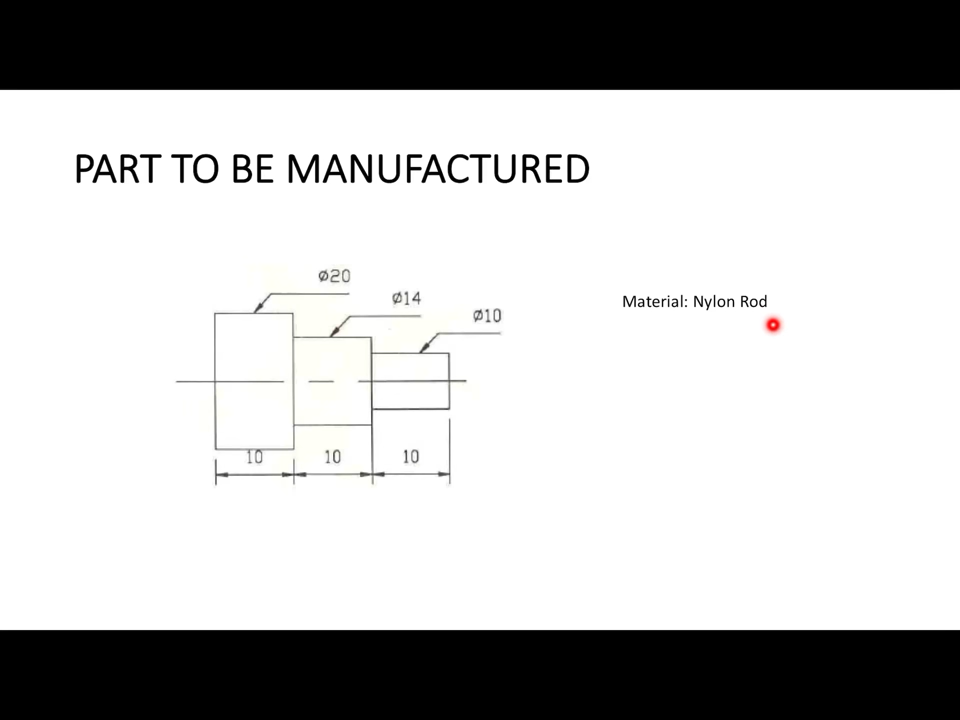 PART TO BE MANUFACTURED
Ø20
Ø14
Ø10
Material: Nylon Rod
10 10 10